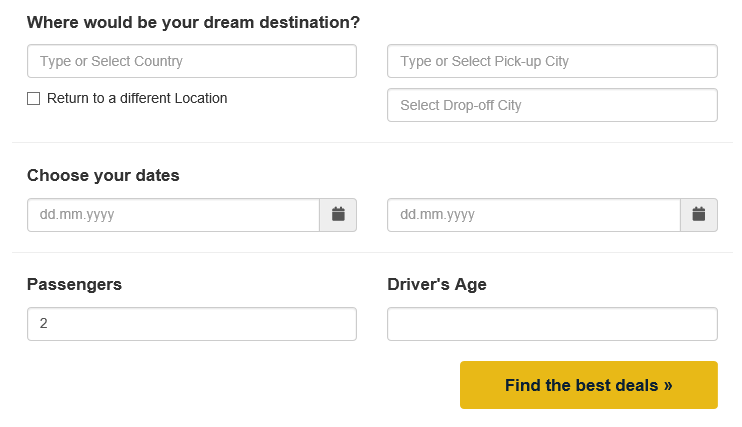 Where would be your dream destination?
Type or Select Country
Type or Select Pick-up City
Return to a different Location
Select Drop-off City
Choose your dates
dd.mm.yyyy
dd.mm.yyyy
Passengers
Driver's Age
2
Find the best deals »